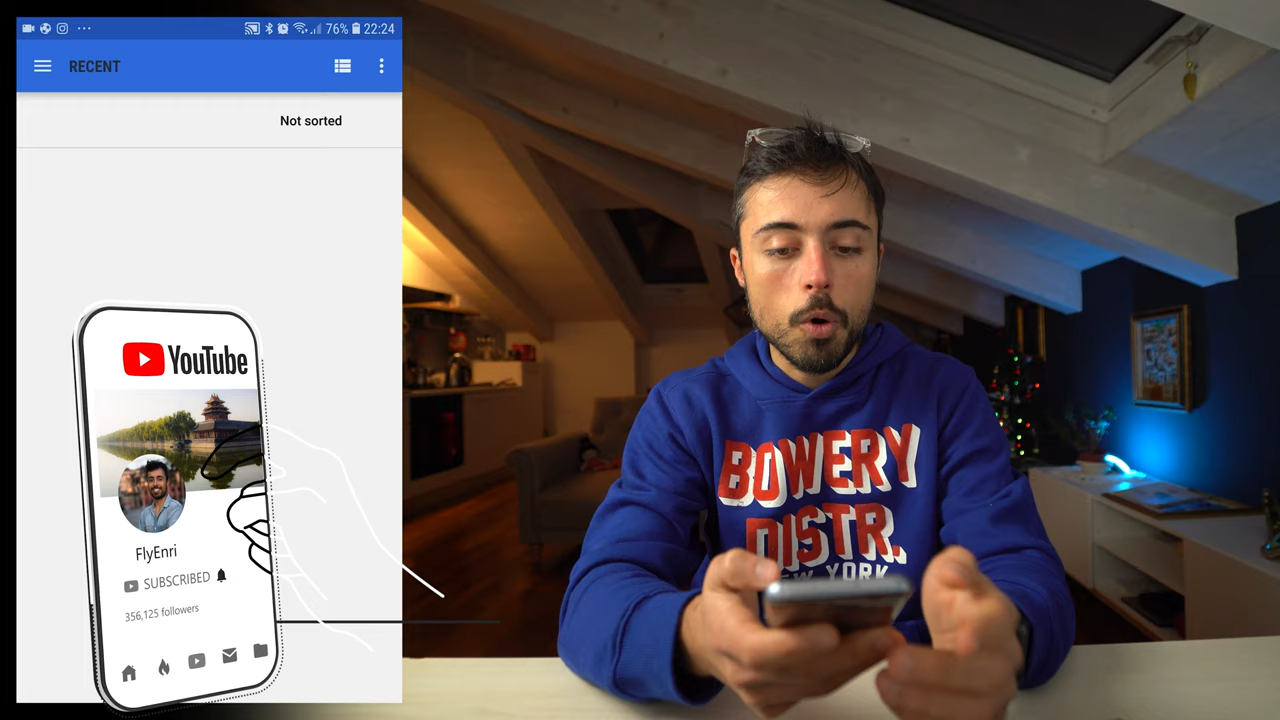 76% 22:24
RECENT
Not sorted
YouTube
FlyEnri
SUBSCRIBED
356,125 followers
BOWERY
DISTR.
NEW YORK